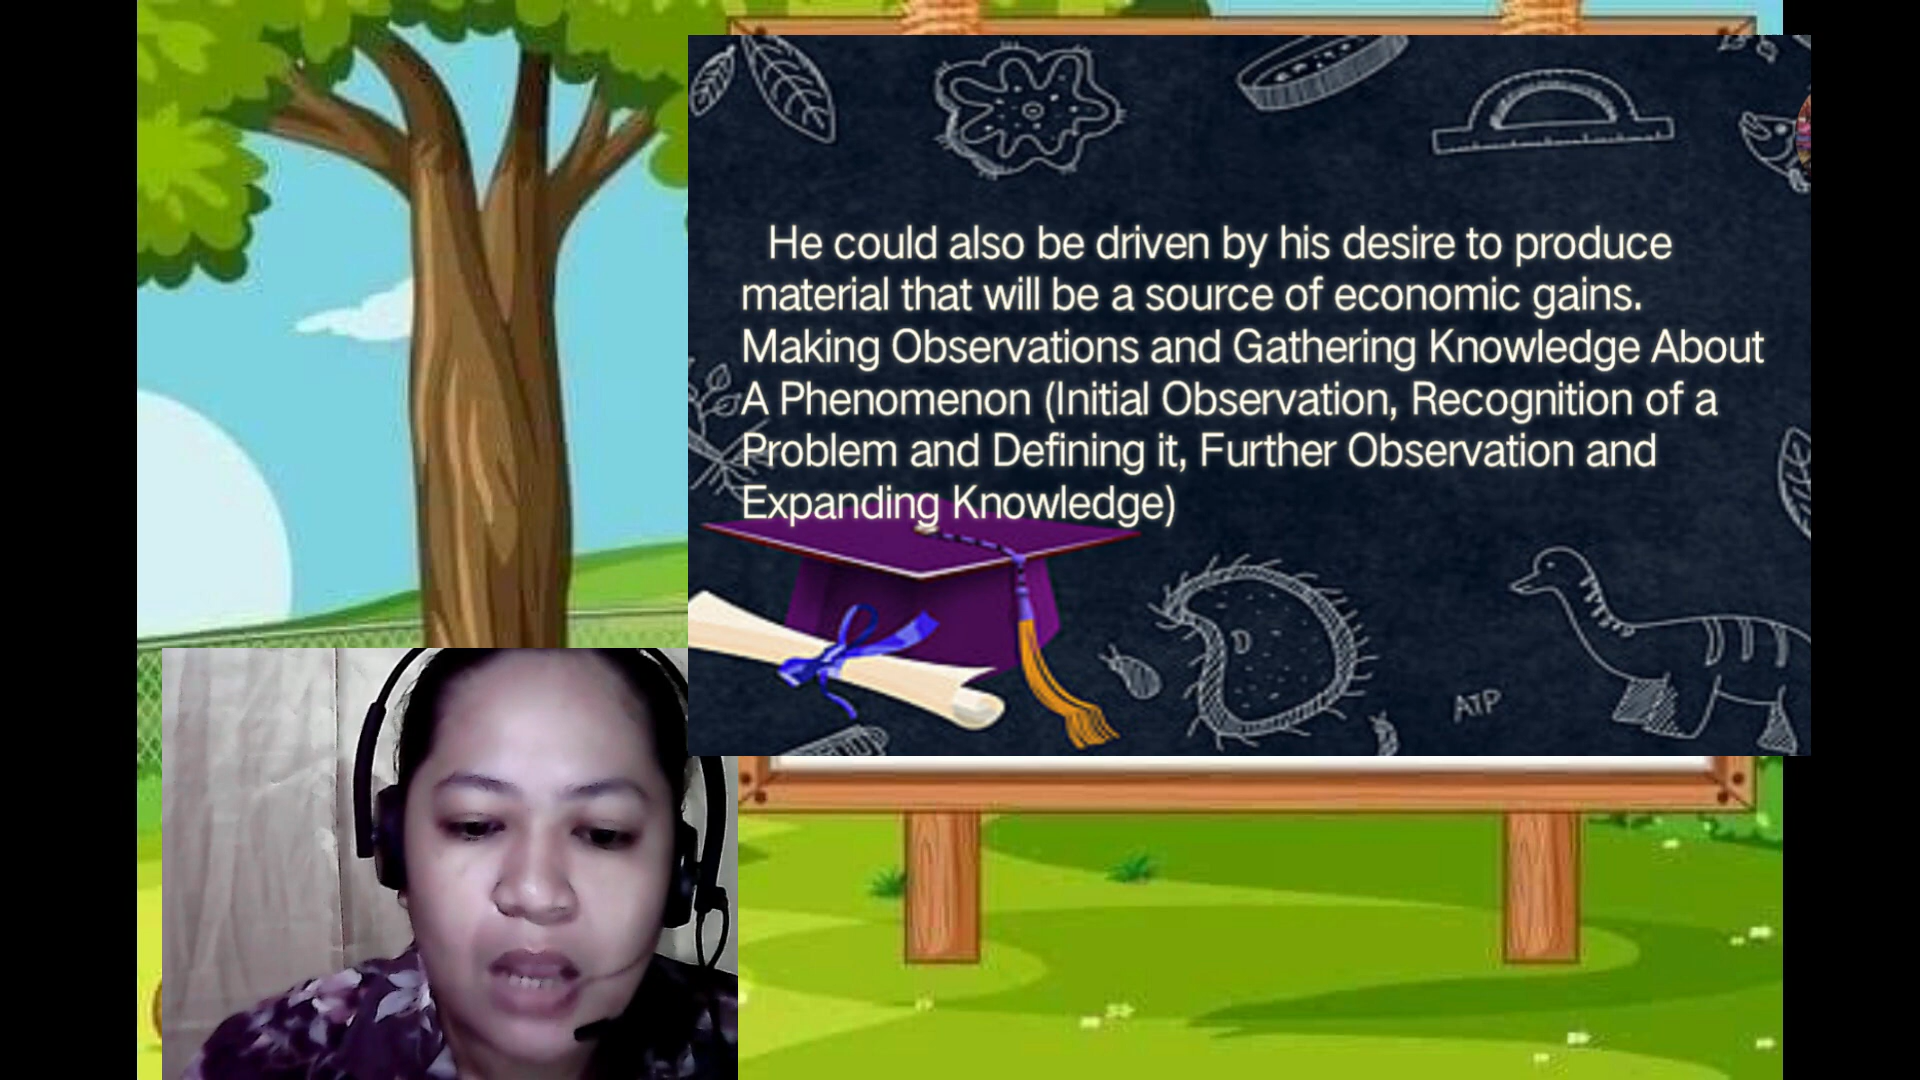 He could also be driven by his desire to produce
material that will be a source of economic gains.
Making Observations and Gathering Knowledge About
A Phenomenon (Initial Observation, Recognition of a
Problem and Defining it, Further Observation and
Expanding Knowledge)
ATP